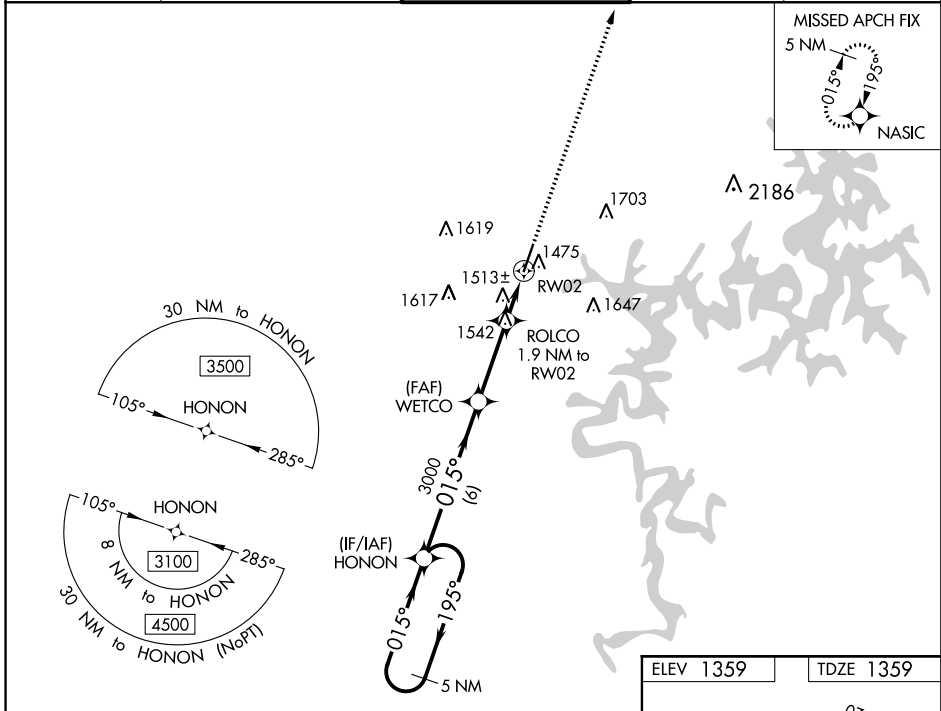 MISSED APCH FIX
5 NM
015°
195°
NASIC
2186
1703
1619
1475
1513±
RW02
1617
1647
1542
ROLCO
1.9 NM to
RW02
30 NM to HONON
3500
105°
HONON
285°
(FAF)
WETCO
3000
015°
(6)
105°
HONON
285°
3100
8 NM to HONON
4500
30 NM to HONON (NoPT)
(IF/IAF)
HONON
015°
195°
5 NM
ELEV 1359
TDZE 1359